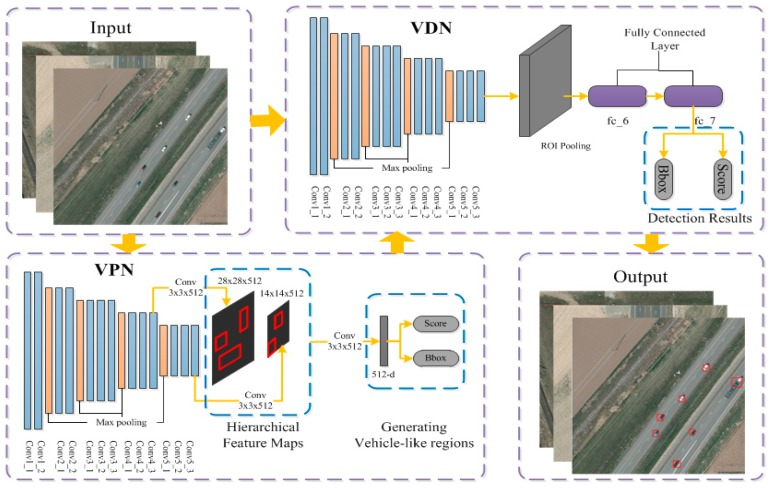 Input
VDN
Fully Connected
Layer
fc_6
fc_7
ROI Pooling
Max pooling
Bbox
Score
Detection Results
Conv1_1
Conv1_2
Conv2_1
Conv2_2
Conv3_1
Conv3_2
Conv3_3
Conv4_1
Conv4_2
Conv4_3
Conv5_1
Conv5_2
Conv5_3
VPN
Conv
3x3x512
28x28x512
14x14x512
Conv
3x3x512
Conv
3x3x512
Score
Bbox
512-d
Max pooling
Hierarchical
Feature Maps
Generating
Vehicle-like regions
Conv1_1
Conv1_2
Conv2_1
Conv2_2
Conv3_1
Conv3_2
Conv3_3
Conv4_1
Conv4_2
Conv4_3
Conv5_1
Conv5_2
Conv5_3
Output